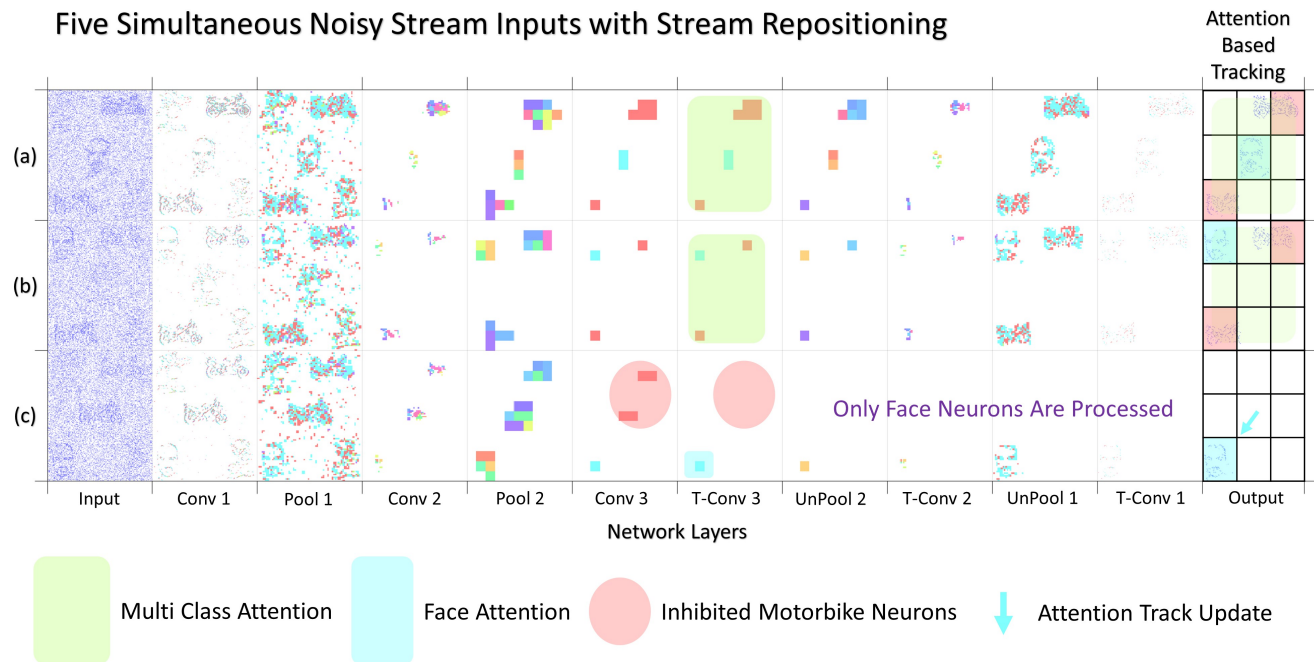 Five Simultaneous Noisy Stream Inputs with Stream Repositioning
Attention
Based
Tracking
(a)
(b)
(c)
Only Face Neurons Are Processed
Input Conv 1 Pool 1 Conv 2 Pool 2 Conv 3 T-Conv 3 UnPool 2 T-Conv 2 UnPool 1 T-Conv 1 Output
Network Layers
Multi Class Attention Face Attention Inhibited Motorbike Neurons Attention Track Update